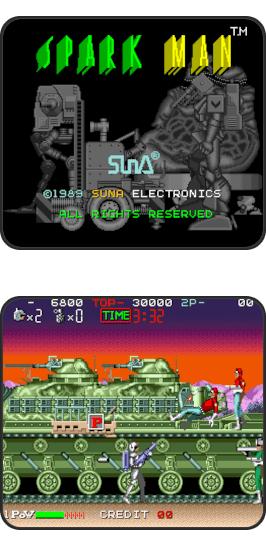 SPARK MAN TM
SUNA®
©1989 SUNA ELECTRONICS
ALL RIGHTS RESERVED
- 6800 TOP- 30000 2P- 00
×2 ×0 TIME 3:32
P
POW CREDIT 00